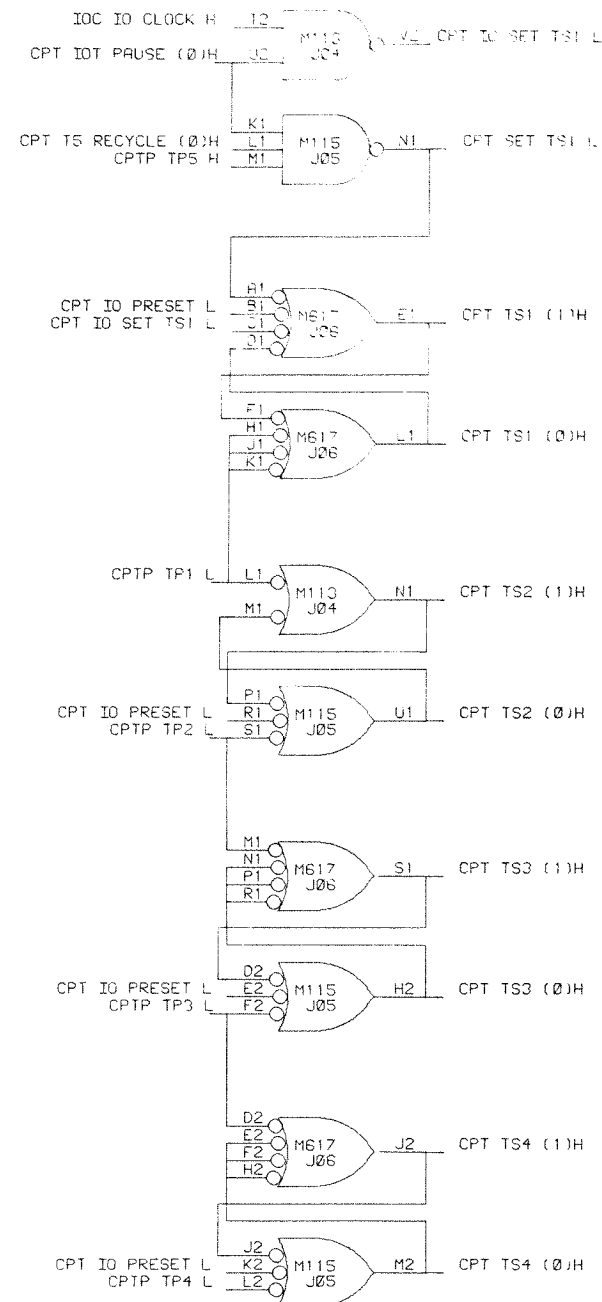 IOC IO CLOCK H
M113
J04
CPT IO SET TS1 L
CPT IOT PAUSE (0)H
K1
CPT T5 RECYCLE (0)H L1 M115 N1 CPT SET TS1 L
CPTP TP5 H M1 J05
A1
CPT IO PRESET L B1 M617 E1 CPT TS1 (1)H
CPT IO SET TS1 L C1 J06
D1
F1
H1 M617 L1 CPT TS1 (0)H
J1 J06
K1
CPTP TP1 L L1 M113 N1 CPT TS2 (1)H
M1 J04
P1
CPT IO PRESET L R1 M115 U1 CPT TS2 (0)H
CPTP TP2 L S1 J05
M1
N1 M617 S1 CPT TS3 (1)H
P1 J06
R1
D2
CPT IO PRESET L E2 M115 H2 CPT TS3 (0)H
CPTP TP3 L F2 J05
D2
E2 M617 J2 CPT TS4 (1)H
F2 J06
H2
J2
CPT IO PRESET L K2 M115 M2 CPT TS4 (0)H
CPTP TP4 L L2 J05